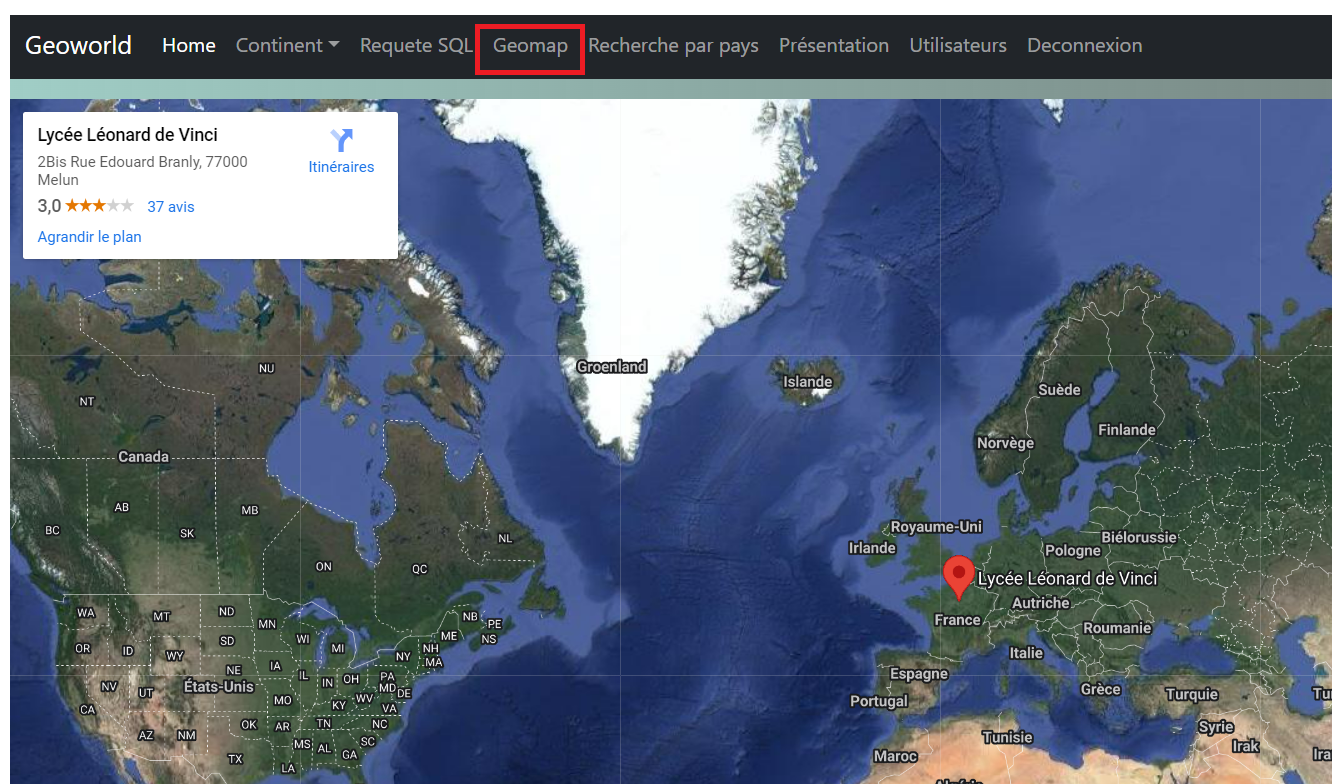 Geoworld Home Continent Requete SQL Geomap Recherche par pays Présentation Utilisateurs Deconnexion
Lycée Léonard de Vinci
2Bis Rue Edouard Branly, 77000
Melun
Itinéraires
3,0 37 avis
Agrandir le plan
Groenland
NU
Islande
NT
Suède
Finlande
Norvège
Canada
AB
MB
Royaume-Uni
BC
SK
NL
Biélorussie
Irlande
Pologne
ON
QC
Lycée Léonard de Vinci
Autriche
WA
MT
ND
MN
NB
PE
France
Roumanie
OR
ID
WY
SD
WI
MI
NY
NH
ME
NS
MA
Italie
NE
IA
IL
IN
OH
PA
Espagne
NV
UT
États-Unis
MO
KY
WV
MD
DE
VA
Grèce
Turquie
Tu
Portugal
CA
AZ
NM
OK
AR
TN
NC
Syrie
Tunisie
MS
AL
GA
SC
Irak
Maroc
Ira
TX
LA